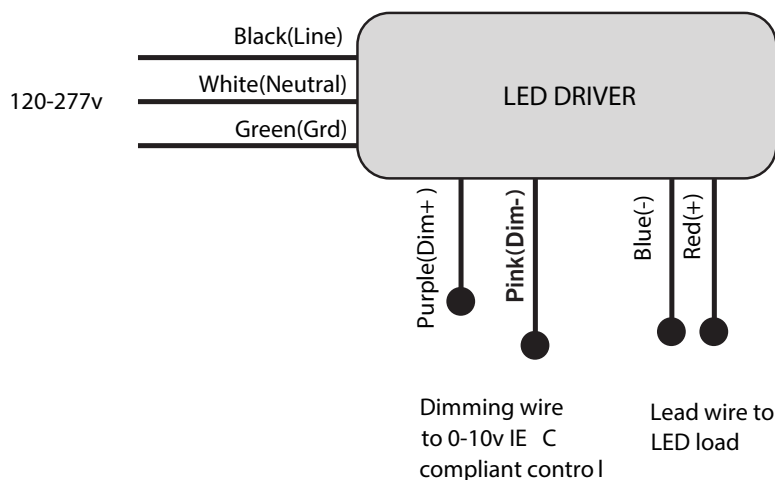 Black(Line)
White(Neutral)
120-277v
Green(Grd)
LED DRIVER
Purple(Dim+)
Pink(Dim-)
Blue(-)
Red(+)
Dimming wire
to 0-10v IE C
compliant control
Lead wire to
LED load